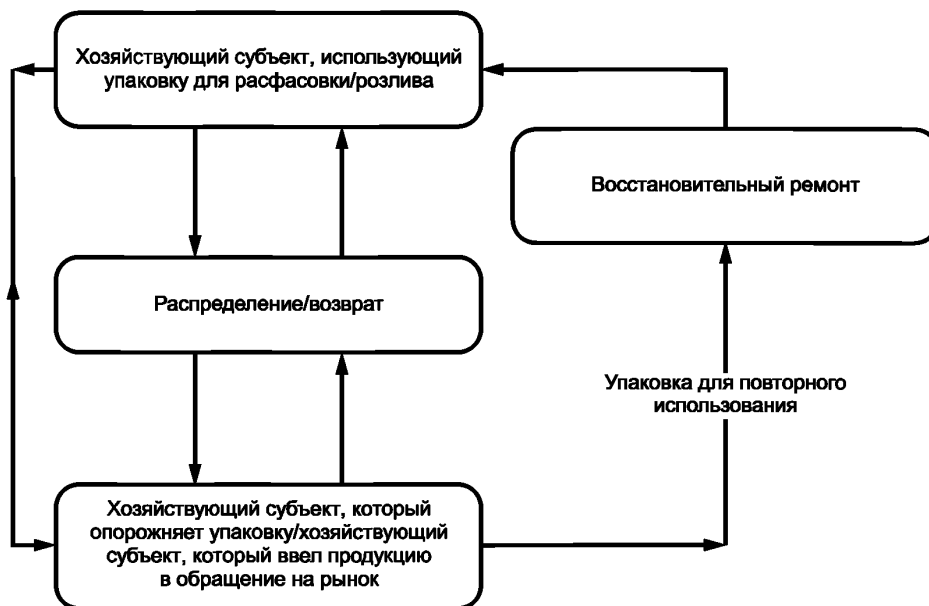 Хозяйствующий субъект, использующий
упаковку для расфасовки/розлива
Восстановительный ремонт
Распределение/возврат
Упаковка для повторного
использования
Хозяйствующий субъект, который
опорожняет упаковку/хозяйствующий
субъект, который ввел продукцию
в обращение на рынок